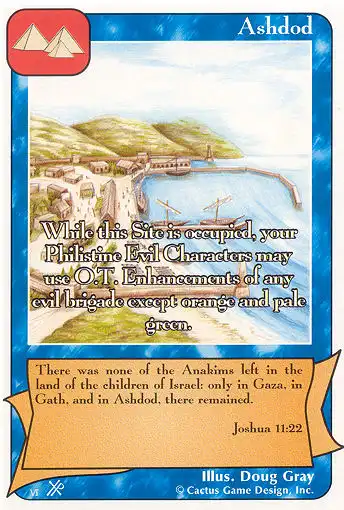 Ashdod
While this Site is occupied, your
Philistine Evil Characters may
use O.T. Enhancements of any
evil brigade except orange and pale
green.
There was none of the Anakims left in the
land of the children of Israel: only in Gaza, in
Gath, and in Ashdod, there remained.
Joshua 11:22
VI
Illus. Doug Gray
© Cactus Game Design, Inc.